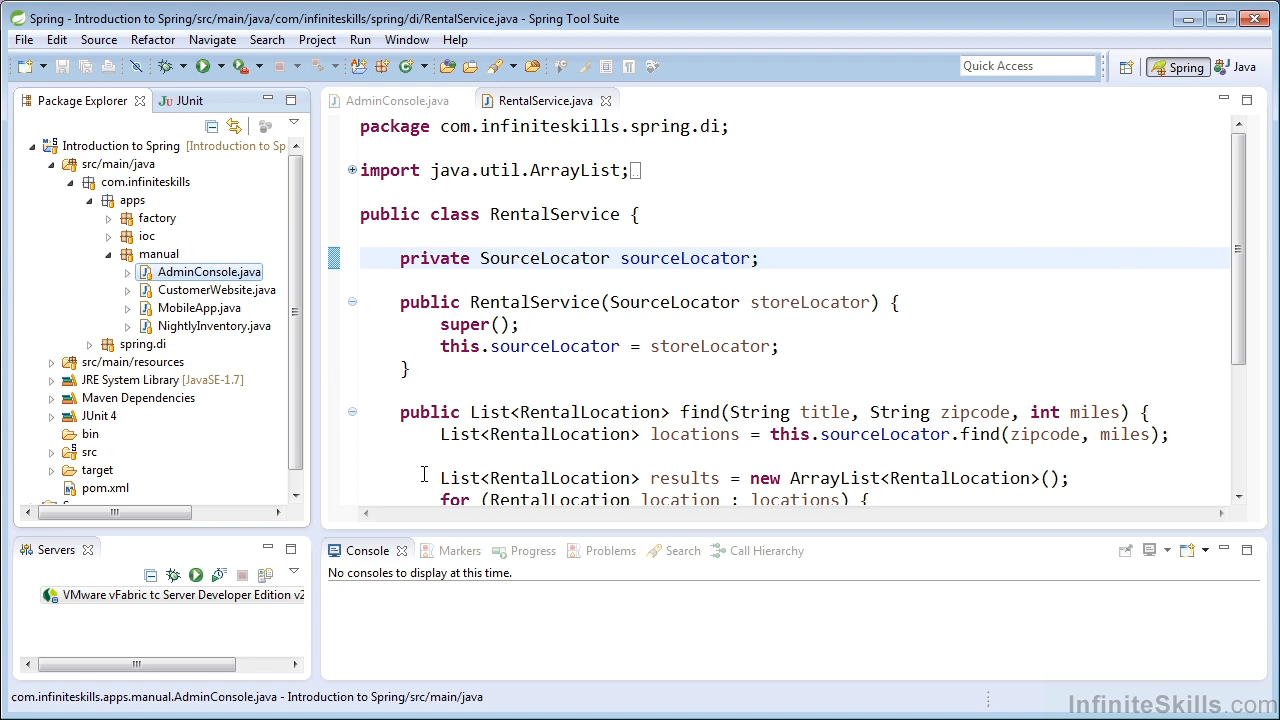 Spring - Introduction to Spring/src/main/java/com/infiniteskills/spring/di/RentalService.java - Spring Tool Suite
File Edit Source Refactor Navigate Search Project Run Window Help
Quick Access
Spring
Java
Package Explorer
JUnit
Introduction to Spring [Introduction to Sp
src/main/java
com.infiniteskills
apps
factory
ioc
manual
AdminConsole.java
CustomerWebsite.java
MobileApp.java
NightlyInventory.java
spring.di
src/main/resources
JRE System Library [JavaSE-1.7]
Maven Dependencies
JUnit 4
bin
src
target
pom.xml
AdminConsole.java
RentalService.java
package com.infiniteskills.spring.di;
import java.util.ArrayList;
public class RentalService {
private SourceLocator sourceLocator;
public RentalService(SourceLocator storeLocator) {
super();
this.sourceLocator = storeLocator;
}
public List<RentalLocation> find(String title, String zipcode, int miles) {
List<RentalLocation> locations = this.sourceLocator.find(zipcode, miles);
List<RentalLocation> results = new ArrayList<RentalLocation>();
for (RentalLocation location : locations) {
Servers
VMware vFabric tc Server Developer Edition v2
Console
Markers
Progress
Problems
Search
Call Hierarchy
No consoles to display at this time.
com.infiniteskills.apps.manual.AdminConsole.java - Introduction to Spring/src/main/java
InfiniteSkills.com